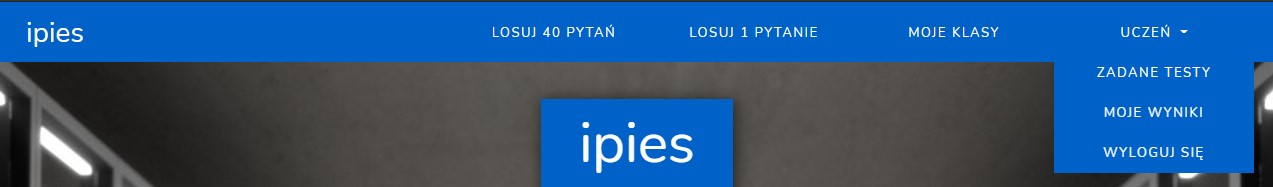 ipies
LOSUJ 40 PYTAŃ
LOSUJ 1 PYTANIE
MOJE KLASY
UCZEŃ
ZADANE TESTY
MOJE WYNIKI
WYLOGUJ SIĘ
ipies